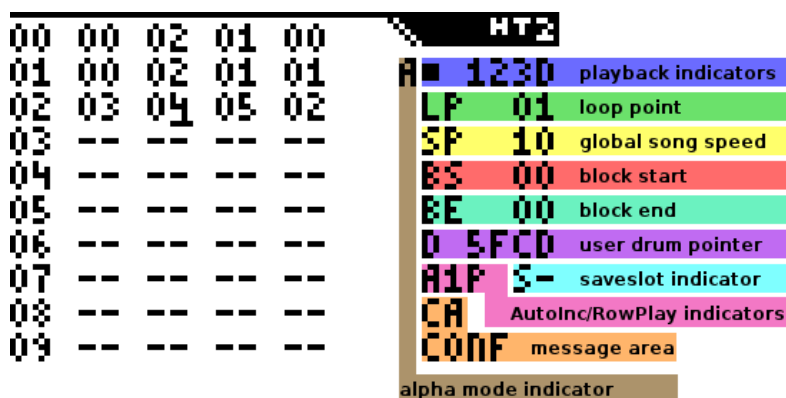 HT2
00 00 02 01 00
01 00 02 01 01 A ■ 123D playback indicators
02 03 04 05 02 LP 01 loop point
03 -- -- -- -- SP 10 global song speed
04 -- -- -- -- BS 00 block start
05 -- -- -- -- BE 00 block end
06 -- -- -- -- D 5FCD user drum pointer
07 -- -- -- -- A1P S- saveslot indicator
08 -- -- -- -- CA AutoInc/RowPlay indicators
09 -- -- -- -- CONF message area
alpha mode indicator